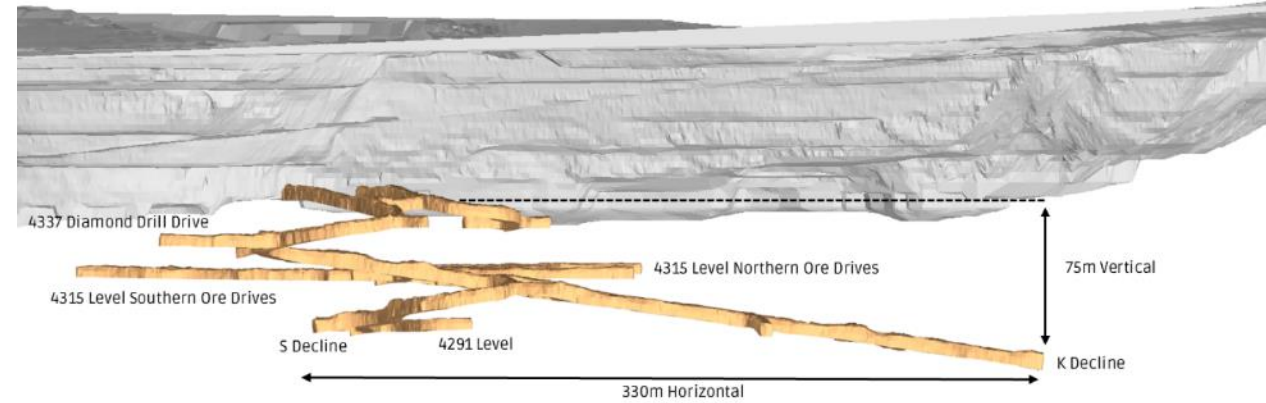 4337 Diamond Drill Drive
4315 Level Northern Ore Drives
75m Vertical
4315 Level Southern Ore Drives
S Decline
4291 Level
K Decline
330m Horizontal